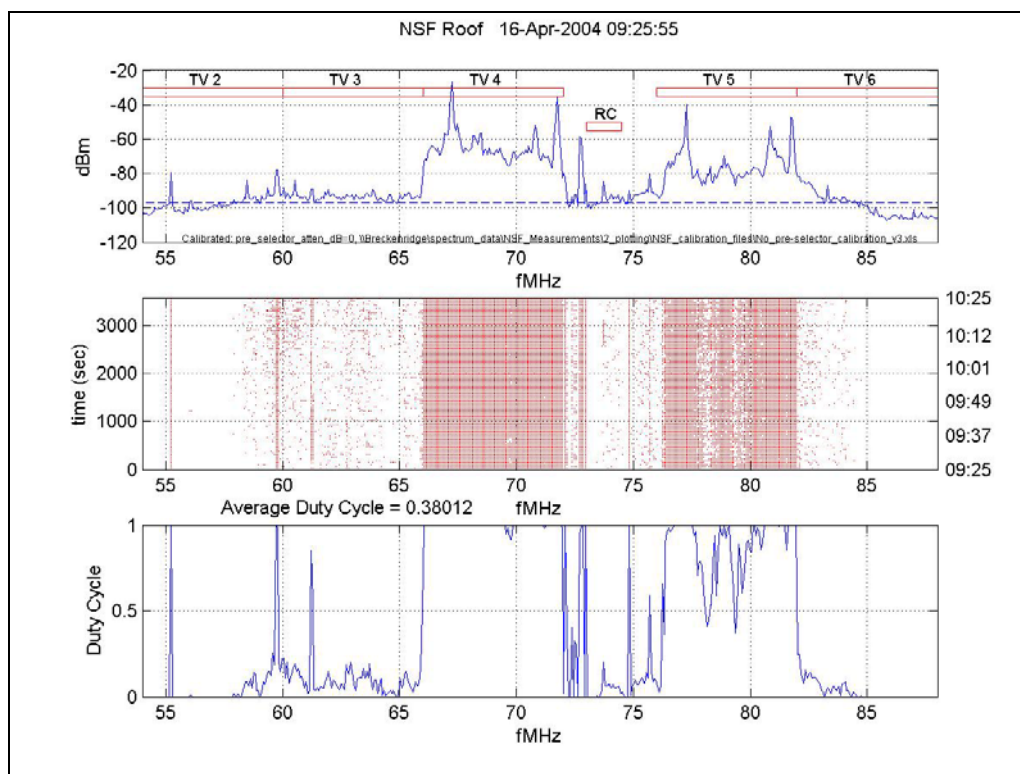 NSF Roof 16-Apr-2004 09:25:55
-20
-40
-60
-80
-100
-120
dBm
TV 2 TV 3 TV 4 TV 5 TV 6
RC
Calibrated: pre_selector_atten_dB=0, \\Breckenridge\spectrum_data\NSF_Measurements\2_plotting\NSF_calibration_files\No_pre-selector_calibration_v3.xls
55 60 65 70 75 80 85
fMHz
3000
2000
1000
0
time (sec)
10:25
10:12
10:01
09:49
09:37
09:25
55 60 65 70 75 80 85
fMHz
Average Duty Cycle = 0.38012
1
0.5
0
Duty Cycle
55 60 65 70 75 80 85
fMHz